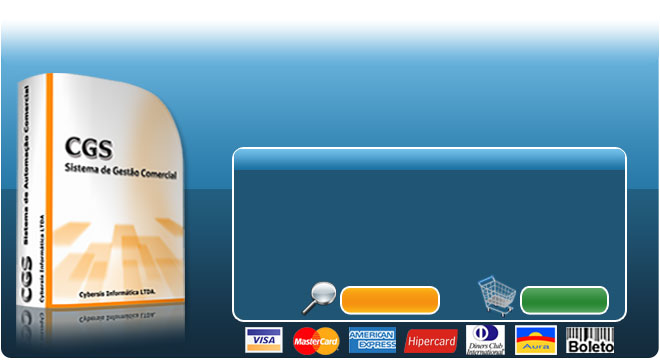 CGS
Sistema de Gestão Comercial
Cybersis Informática LTDA.
CGS Sistema de Automação Comercial
Cybersis Informática LTDA
VISA
MasterCard
AMERICAN
EXPRESS
Hipercard
Diners Club
International
Aura
Boleto